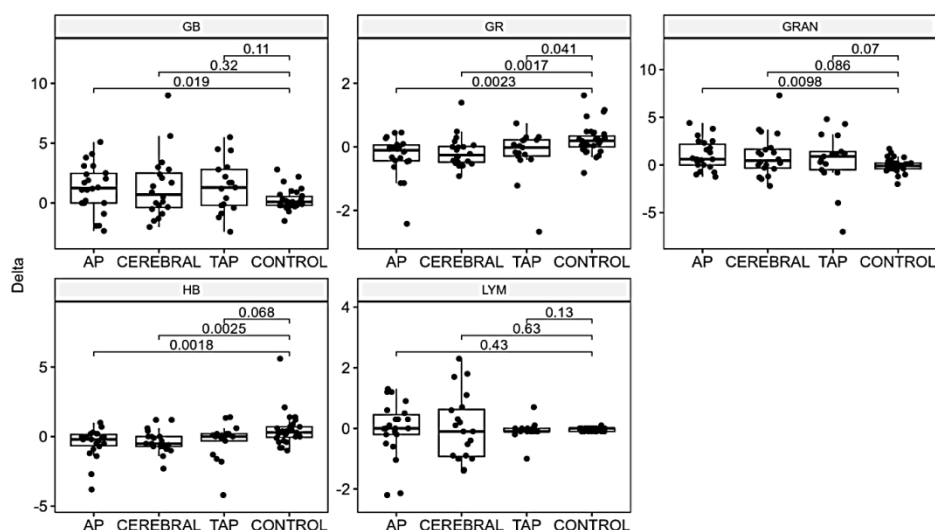 GB
GR
GRAN
0.11
0.32
0.019
0.041
0.0017
0.0023
0.07
0.086
0.0098
10
5
0
2
0
-2
10
5
0
-5
AP CEREBRAL TAP CONTROL
AP CEREBRAL TAP CONTROL
AP CEREBRAL TAP CONTROL
Delta
HB
LYM
0.068
0.0025
0.0018
0.13
0.63
0.43
5
0
-5
4
2
0
-2
AP CEREBRAL TAP CONTROL
AP CEREBRAL TAP CONTROL